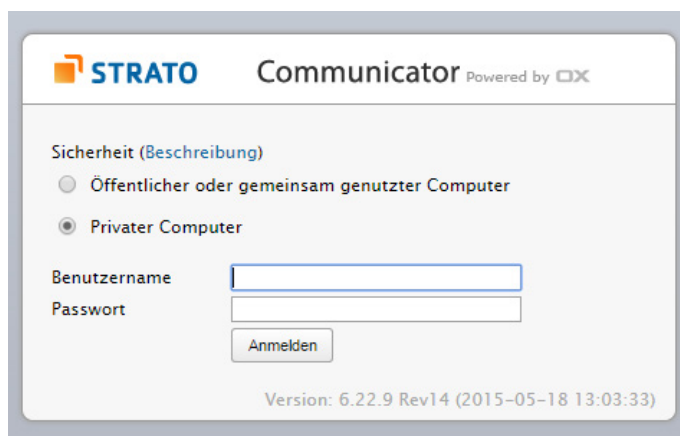 STRATO Communicator Powered by OX
Sicherheit (Beschreibung)
Öffentlicher oder gemeinsam genutzter Computer
Privater Computer
Benutzername
Passwort
Anmelden
Version: 6.22.9 Rev14 (2015-05-18 13:03:33)